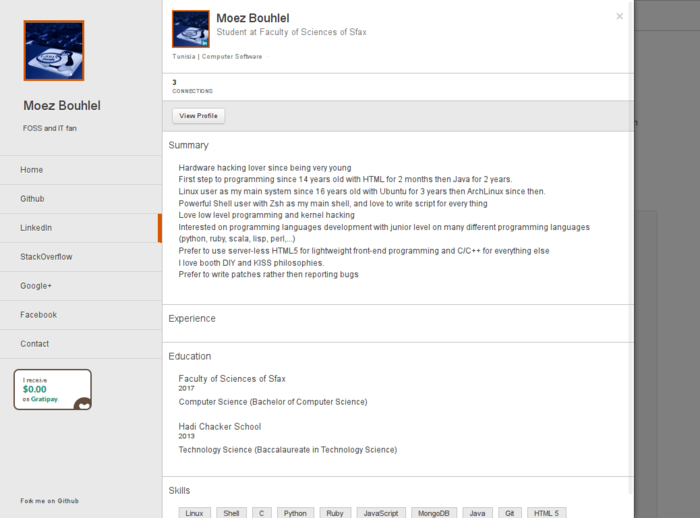 Moez Bouhlel
FOSS and IT fan
Home
Github
LinkedIn
StackOverflow
Google+
Facebook
Contact
I receive
$0.00
on Gratipay.
Fork me on Github
Moez Bouhlel
Student at Faculty of Sciences of Sfax
Tunisia | Computer Software
×
3
CONNECTIONS
View Profile
Summary
Hardware hacking lover since being very young
First step to programming since 14 years old with HTML for 2 months then Java for 2 years.
Linux user as my main system since 16 years old with Ubuntu for 3 years then ArchLinux since then.
Powerful Shell user with Zsh as my main shell, and love to write script for every thing
Love low level programming and kernel hacking
Interested on programming languages development with junior level on many different programming languages
(python, ruby, scala, lisp, perl,...)
Prefer to use server-less HTML5 for lightweight front-end programming and C/C++ for everything else
I love booth DIY and KISS philosophies.
Prefer to write patches rather then reporting bugs
Experience
Education
Faculty of Sciences of Sfax
2017
Computer Science (Bachelor of Computer Science)
Hadi Chacker School
2013
Technology Science (Baccalaureate in Technology Science)
Skills
Linux Shell C Python Ruby JavaScript MongoDB Java Git HTML 5